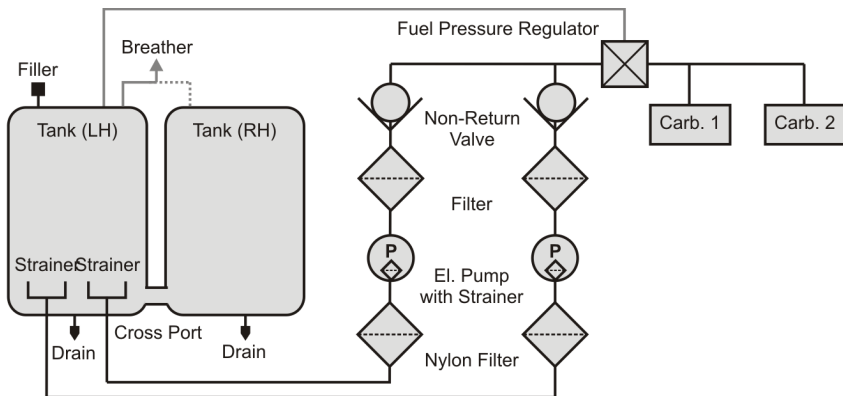 Fuel Pressure Regulator
Breather
Filler
Tank (LH)
Tank (RH)
Non-Return
Valve
Carb. 1
Carb. 2
Filter
P
P
Strainer
Strainer
El. Pump
with Strainer
Cross Port
Drain
Drain
Nylon Filter